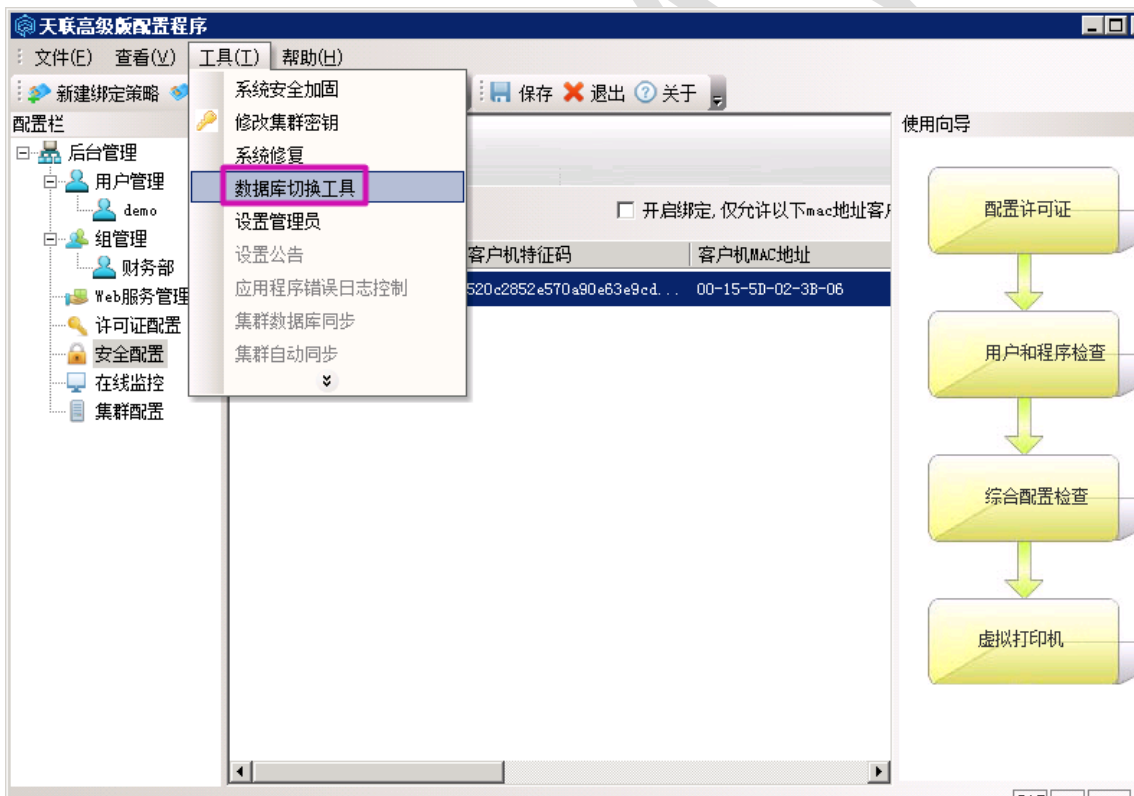 天联高级版配置程序
文件(E) 查看(V) 工具(T) 帮助(H)
新建绑定策略 保存 退出 关于
配置栏
后台管理
用户管理
demo
组管理
财务部
Web服务管理
许可证配置
安全配置
在线监控
集群配置
系统安全加固
修改集群密钥
系统修复
数据库切换工具
设置管理员
设置公告
应用程序错误日志控制
集群数据库同步
集群自动同步
开启绑定,仅允许以下mac地址客户
客户机特征码 客户机MAC地址
520c2852e570a90e63e9cd... 00-15-5D-02-3B-06
使用向导
配置许可证
用户和程序检查
综合配置检查
虚拟打印机